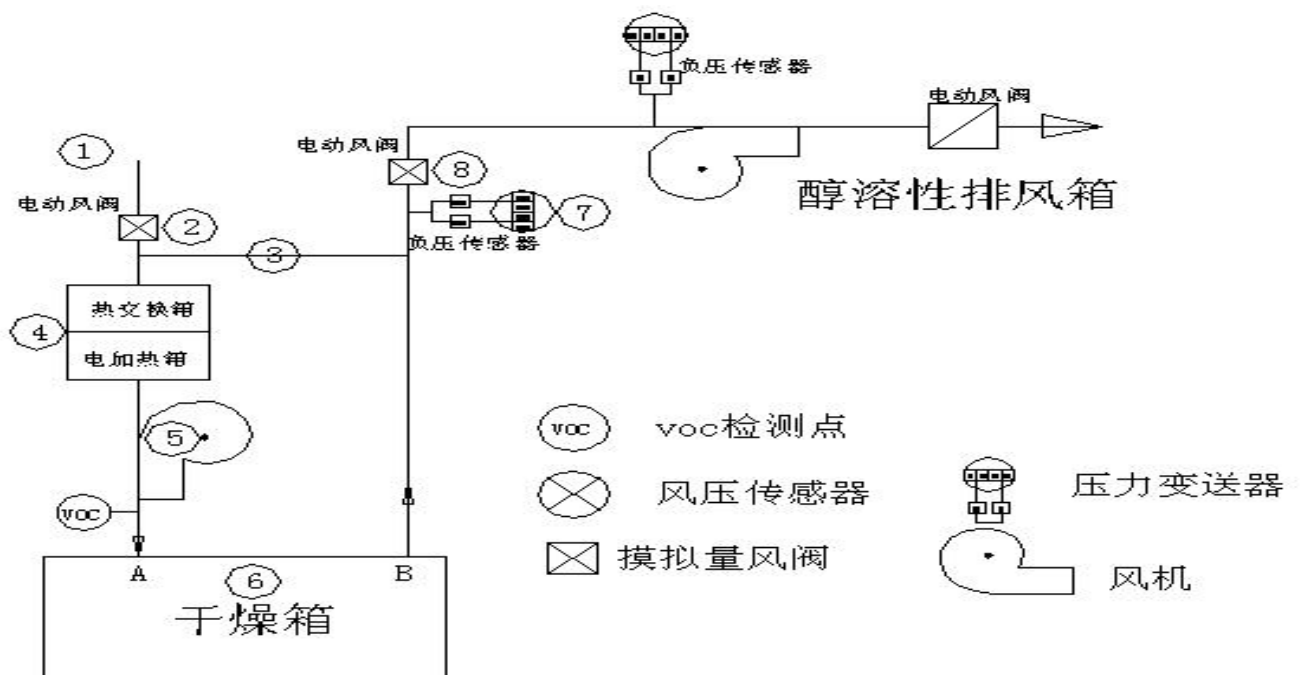 负压传感器
电动风阀
1
电动风阀
8
醇溶性排风箱
电动风阀
2
7
负压传感器
3
热交换箱
4
电加热箱
5
voc
voc检测点
压力变送器
风压传感器
voc
摸拟量风阀
风机
A
6
B
干燥箱